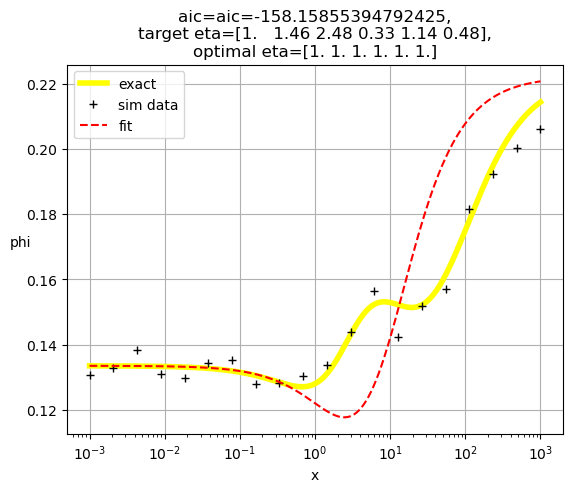 aic=aic=-158.15855394792425,
target eta=[1.   1.46 2.48 0.33 1.14 0.48],
optimal eta=[1. 1. 1. 1. 1. 1.]
exact
sim data
fit
0.22
0.20
0.18
0.16
0.14
0.12
phi
10⁻³
10⁻²
10⁻¹
10⁰
10¹
10²
10³
x